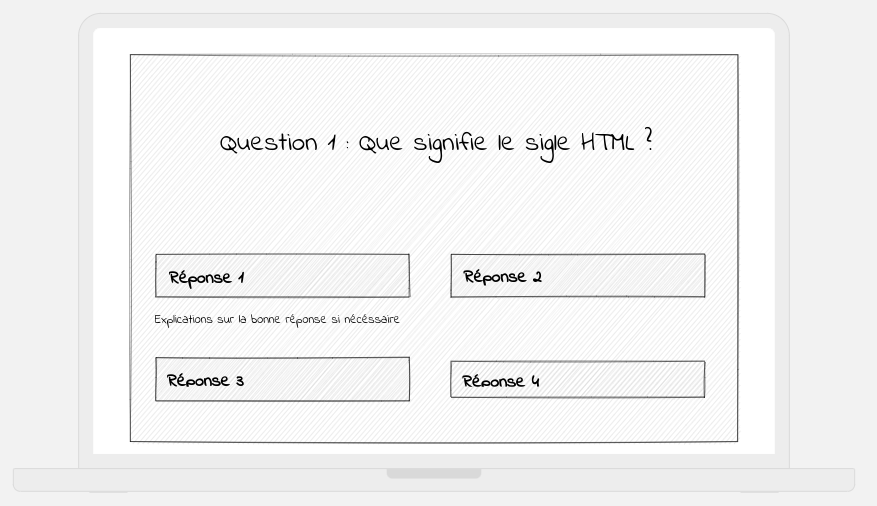 Question 1 : Que signifie le sigle HTML ?
Réponse 1
Réponse 2
Explications sur la bonne réponse si nécéssaire
Réponse 3
Réponse 4